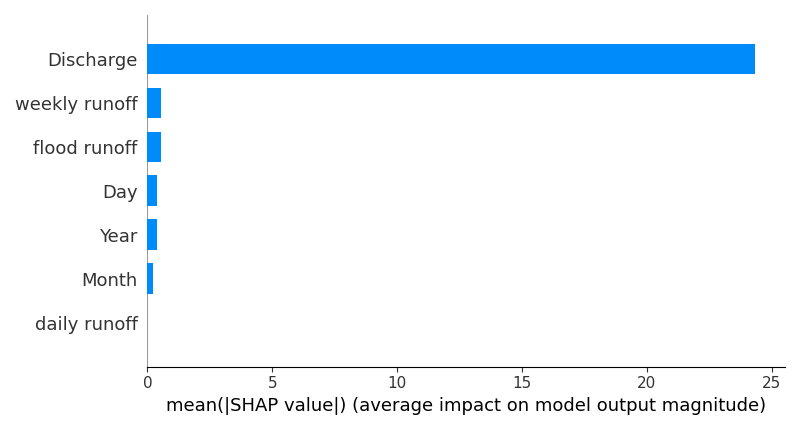 Discharge
weekly runoff
flood runoff
Day
Year
Month
daily runoff
0 5 10 15 20 25
mean(|SHAP value|) (average impact on model output magnitude)